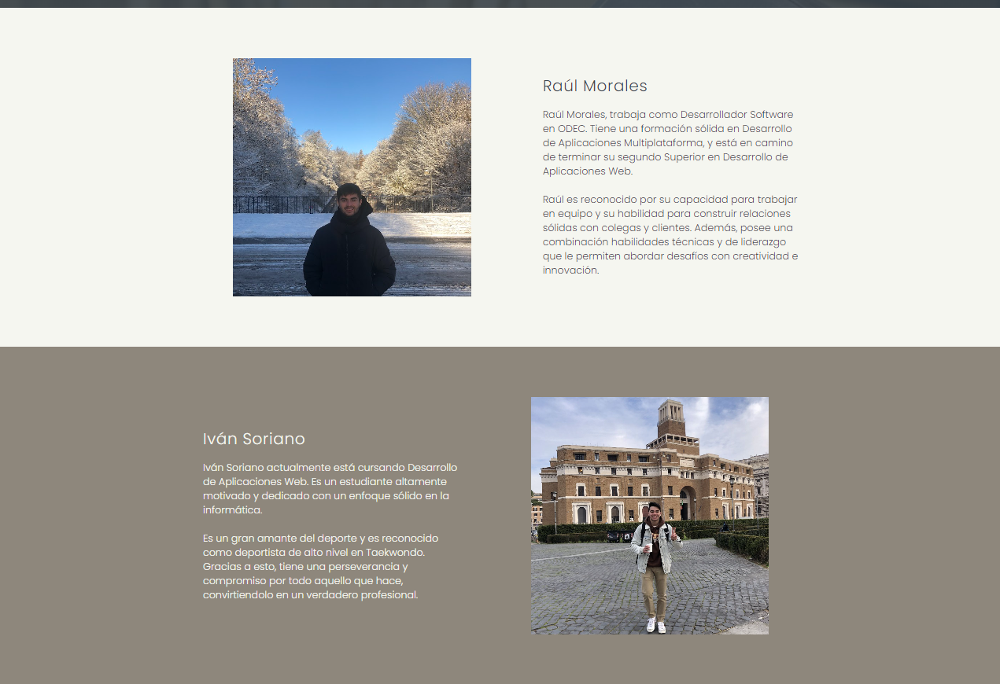 Raúl Morales
Raúl Morales, trabaja como Desarrollador Software
en ODEC. Tiene una formación sólida en Desarrollo
de Aplicaciones Multiplataforma, y está en camino
de terminar su segundo Superior en Desarrollo de
Aplicaciones Web.
Raúl es reconocido por su capacidad para trabajar
en equipo y su habilidad para construir relaciones
sólidas con colegas y clientes. Además, posee una
combinación habilidades técnicas y de liderazgo
que le permiten abordar desafíos con creatividad e
innovación.
Iván Soriano
Iván Soriano actualmente está cursando Desarrollo
de Aplicaciones Web. Es un estudiante altamente
motivado y dedicado con un enfoque sólido en la
informática.
Es un gran amante del deporte y es reconocido
como deportista de alto nivel en Taekwondo.
Gracias a esto, tiene una perseverancia y
compromiso por todo aquello que hace,
convirtiendolo en un verdadero profesional.